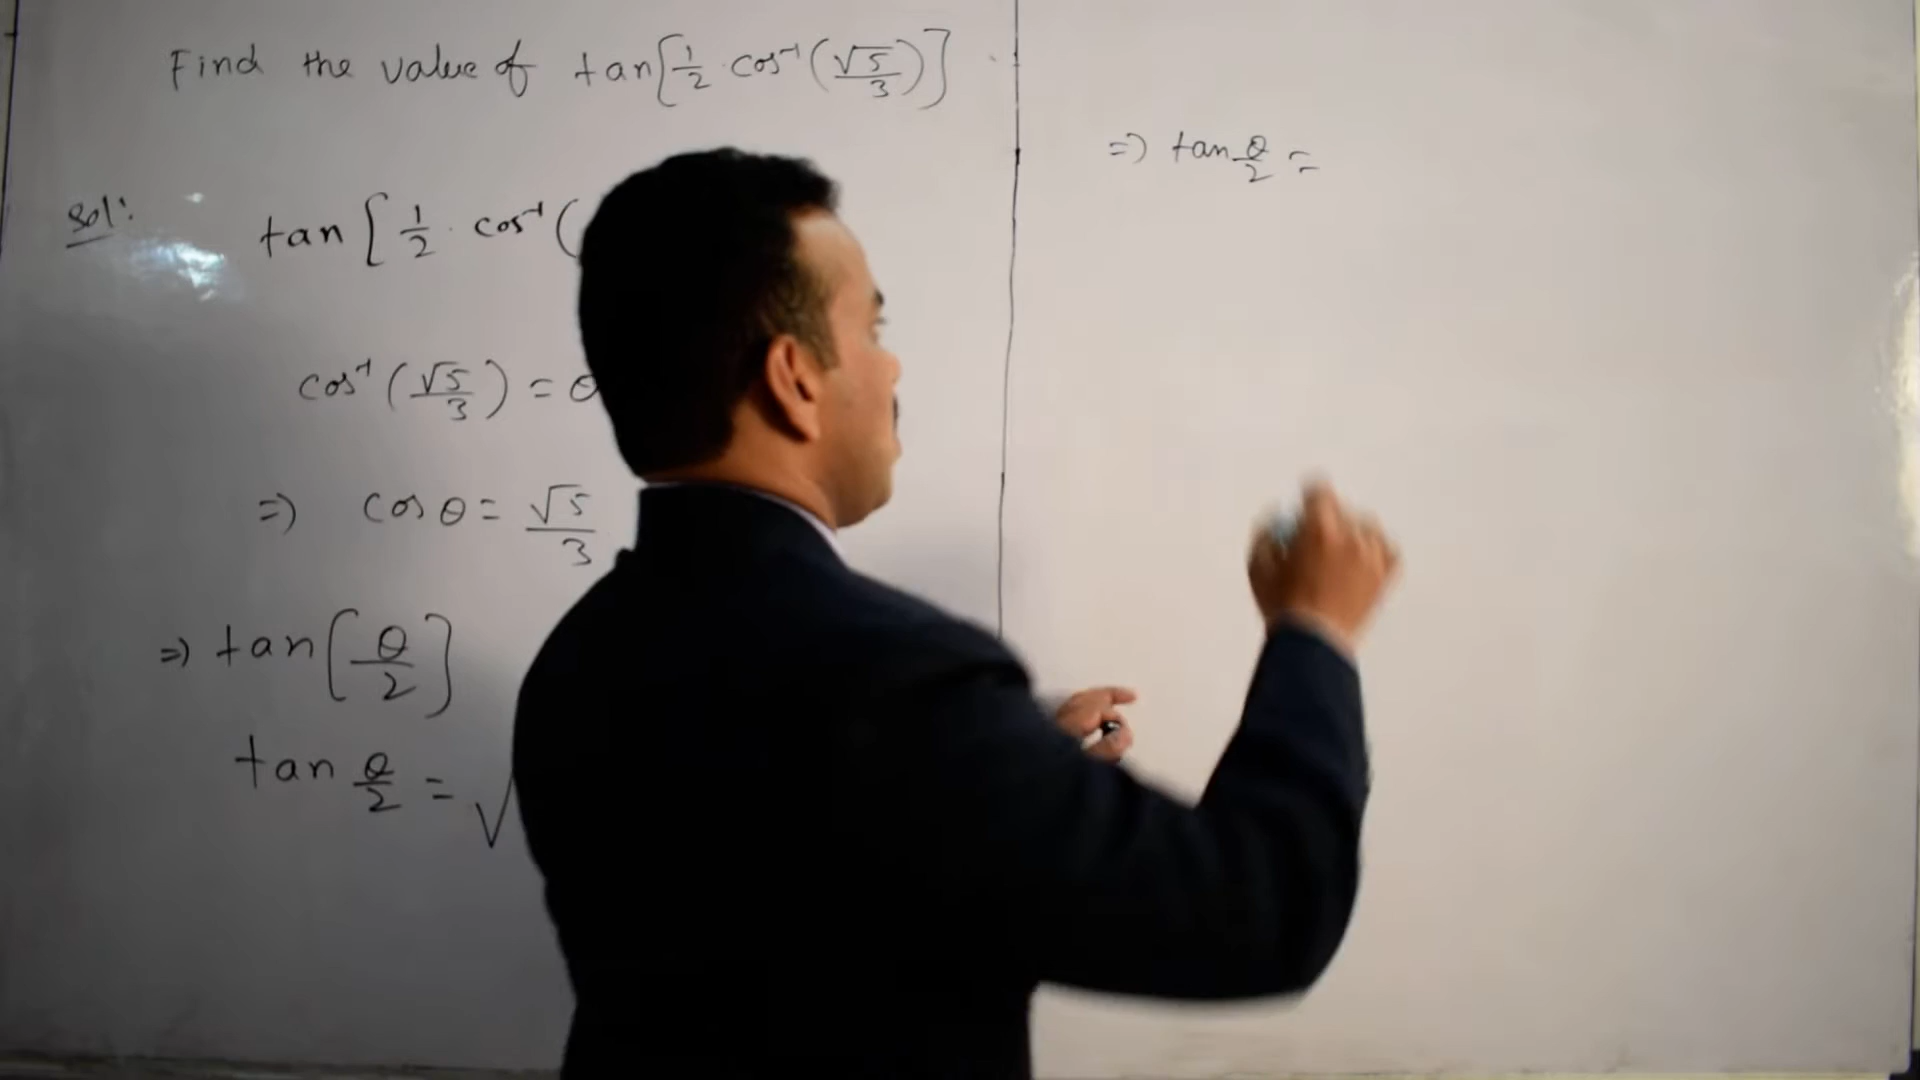 Find the value of tan[1/2 · cos⁻¹(√5/3)]
Sol:
tan [1/2 · cos⁻¹(
cos⁻¹(√5/3) = θ
=) cos θ = √5/3
=) tan[θ/2]
tan θ/2 = √
=) tan θ/2 =